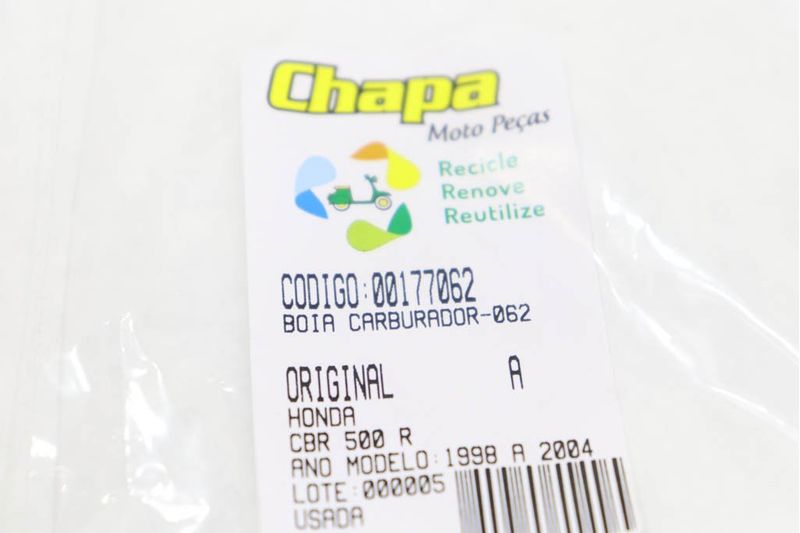 Chapa
Moto Peças
Recicle
Renove
Reutilize
CODIGO:00177062
BOIA CARBURADOR-062
ORIGINAL A
HONDA
CBR 500 R
ANO MODELO:1998 A 2004
LOTE:000005
USADA